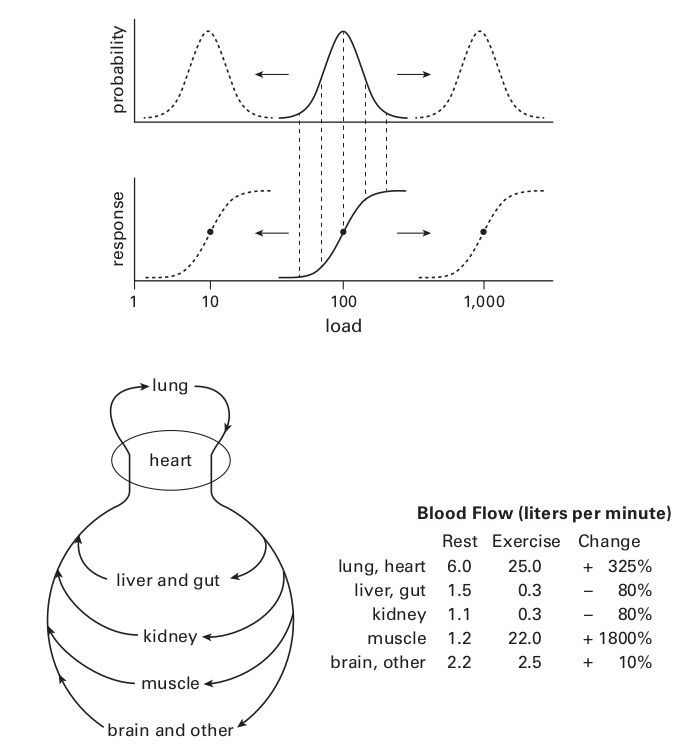 probability
response
1 10 100 1,000
load
lung
heart
liver and gut
kidney
muscle
brain and other
Blood Flow (liters per minute)
Rest Exercise Change
lung, heart 6.0 25.0 + 325%
liver, gut 1.5 0.3 – 80%
kidney 1.1 0.3 – 80%
muscle 1.2 22.0 + 1800%
brain, other 2.2 2.5 + 10%